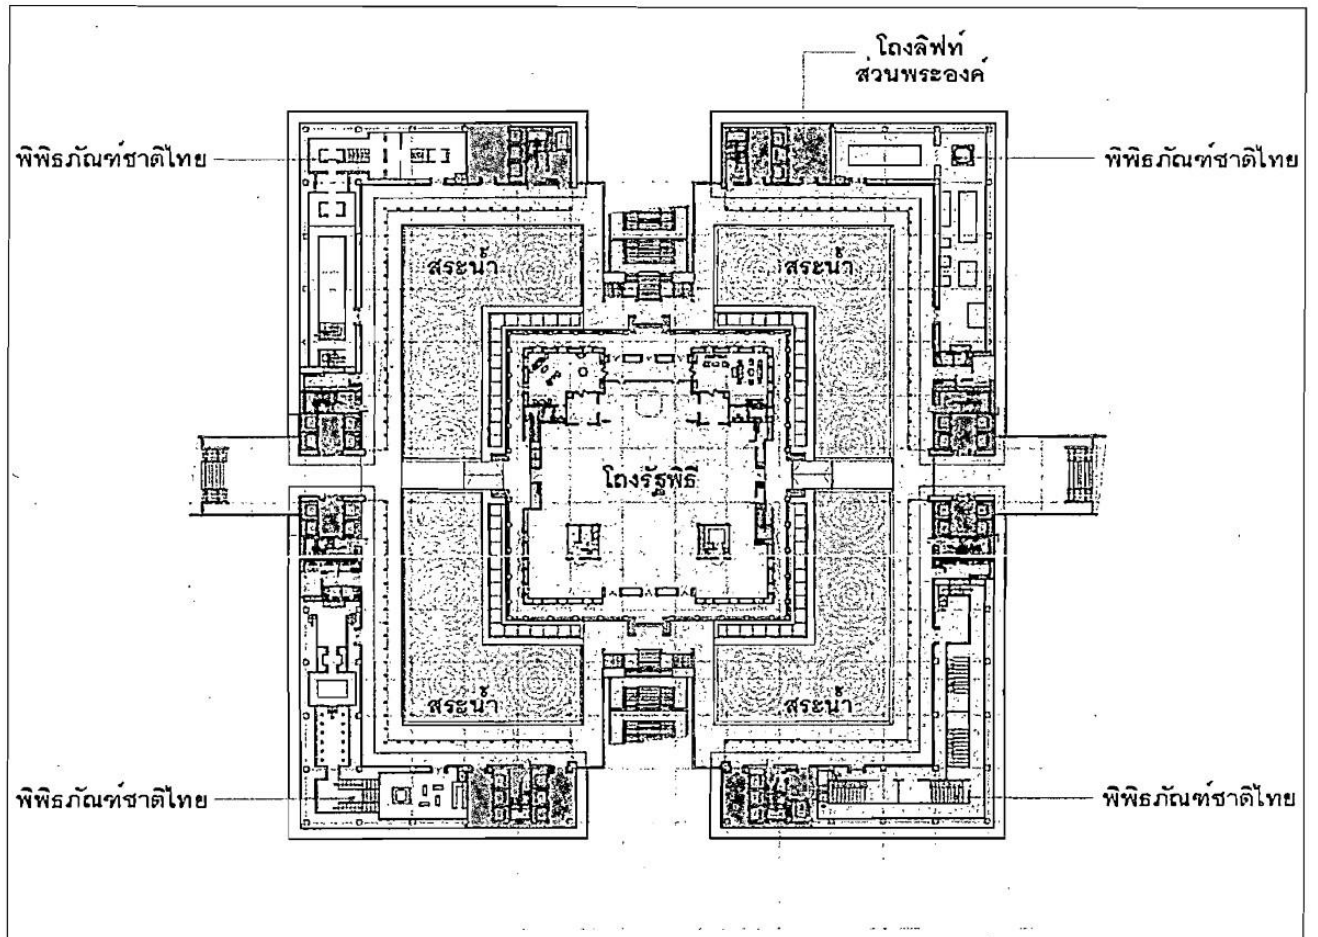 โถงลิฟท์
ส่วนพระองค์
พิพิธภัณฑ์ชาติไทย
พิพิธภัณฑ์ชาติไทย
สระน้ำ
สระน้ำ
โถงรัฐพิธี
สระน้ำ
สระน้ำ
พิพิธภัณฑ์ชาติไทย
พิพิธภัณฑ์ชาติไทย